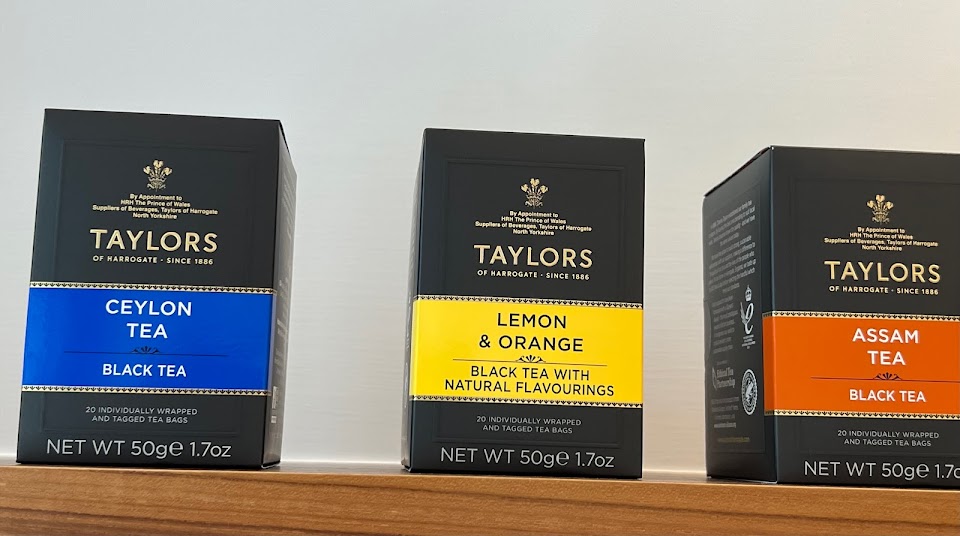 By Appointment to
HRH The Prince of Wales
Suppliers of Beverages, Taylors of Harrogate
North Yorkshire
TAYLORS
OF HARROGATE · SINCE 1886
CEYLON
TEA
BLACK TEA
20 INDIVIDUALLY WRAPPED
AND TAGGED TEA BAGS
NET WT 50g℮ 1.7oz
By Appointment to
HRH The Prince of Wales
Suppliers of Beverages, Taylors of Harrogate
North Yorkshire
TAYLORS
OF HARROGATE · SINCE 1886
LEMON
& ORANGE
BLACK TEA WITH
NATURAL FLAVOURINGS
20 INDIVIDUALLY WRAPPED
AND TAGGED TEA BAGS
NET WT 50g℮ 1.7oz
By Appointment to
HRH The Prince of Wales
Suppliers of Beverages, Taylors of Harrogate
North Yorkshire
TAYLORS
OF HARROGATE · SINCE 1886
ASSAM
TEA
BLACK TEA
20 INDIVIDUALLY WRAPPED
AND TAGGED TEA BAGS
NET WT 50g℮ 1.7o